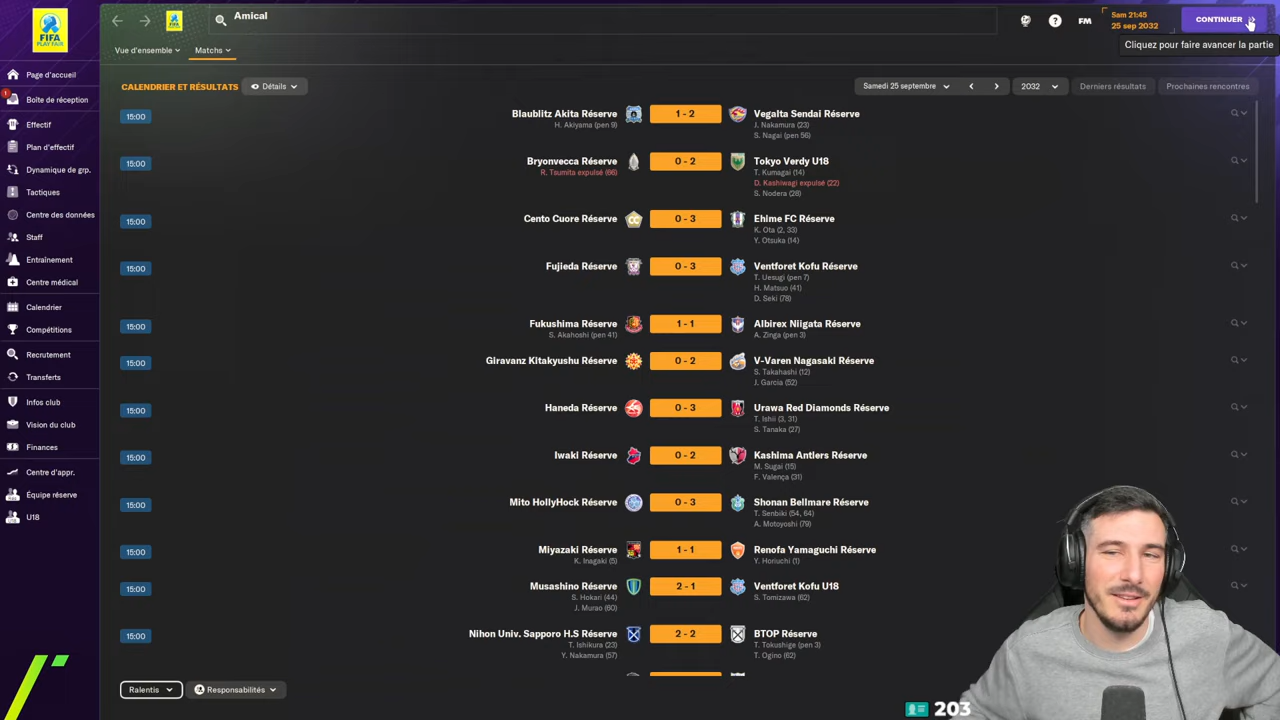 FIFA
PLAY FAIR
Amical
FM
Sam 21:45
25 sep 2032
CONTINUER
Cliquez pour faire avancer la partie
Vue d'ensemble
Matchs
Page d'accueil
1
Boîte de réception
Effectif
Plan d'effectif
Dynamique de grp.
Tactiques
Centre des données
Staff
Entraînement
Centre médical
Calendrier
Compétitions
Recrutement
Transferts
Infos club
Vision du club
Finances
Centre d'appr.
Équipe réserve
U18
CALENDRIER ET RÉSULTATS
Détails
Samedi 25 septembre
2032
Derniers résultats
Prochaines rencontres
15:00 Blaublitz Akita Réserve 1 - 2 Vegalta Sendai Réserve
H. Akiyama (pen 9) J. Nakamura (23)
S. Nagai (pen 56)
15:00 Bryonvecca Réserve 0 - 2 Tokyo Verdy U18
R. Tsumita expulsé (66) T. Kumagai (14)
D. Kashiwagi expulsé (22)
S. Nodera (28)
15:00 Cento Cuore Réserve 0 - 3 Ehime FC Réserve
K. Ota (2, 33)
Y. Otsuka (14)
15:00 Fujieda Réserve 0 - 3 Ventforet Kofu Réserve
T. Uesugi (pen 7)
H. Matsuo (41)
D. Seki (78)
15:00 Fukushima Réserve 1 - 1 Albirex Niigata Réserve
S. Akahoshi (pen 41) A. Zinga (pen 3)
15:00 Giravanz Kitakyushu Réserve 0 - 2 V-Varen Nagasaki Réserve
S. Takahashi (12)
J. Garcia (52)
15:00 Haneda Réserve 0 - 3 Urawa Red Diamonds Réserve
T. Ishii (3, 31)
S. Tanaka (27)
15:00 Iwaki Réserve 0 - 2 Kashima Antlers Réserve
M. Sugai (15)
F. Valença (31)
15:00 Mito HollyHock Réserve 0 - 3 Shonan Bellmare Réserve
T. Senbiki (54, 64)
A. Motoyoshi (79)
15:00 Miyazaki Réserve 1 - 1 Renofa Yamaguchi Réserve
K. Inagaki (5) Y. Horiuchi (1)
15:00 Musashino Réserve 2 - 1 Ventforet Kofu U18
S. Hokari (44) S. Tomizawa (62)
J. Murao (60)
15:00 Nihon Univ. Sapporo H.S Réserve 2 - 2 BTOP Réserve
T. Ishikura (23) T. Tokushige (pen 3)
Y. Nakamura (57) T. Ogino (62)
Ralentis
Responsabilités
203